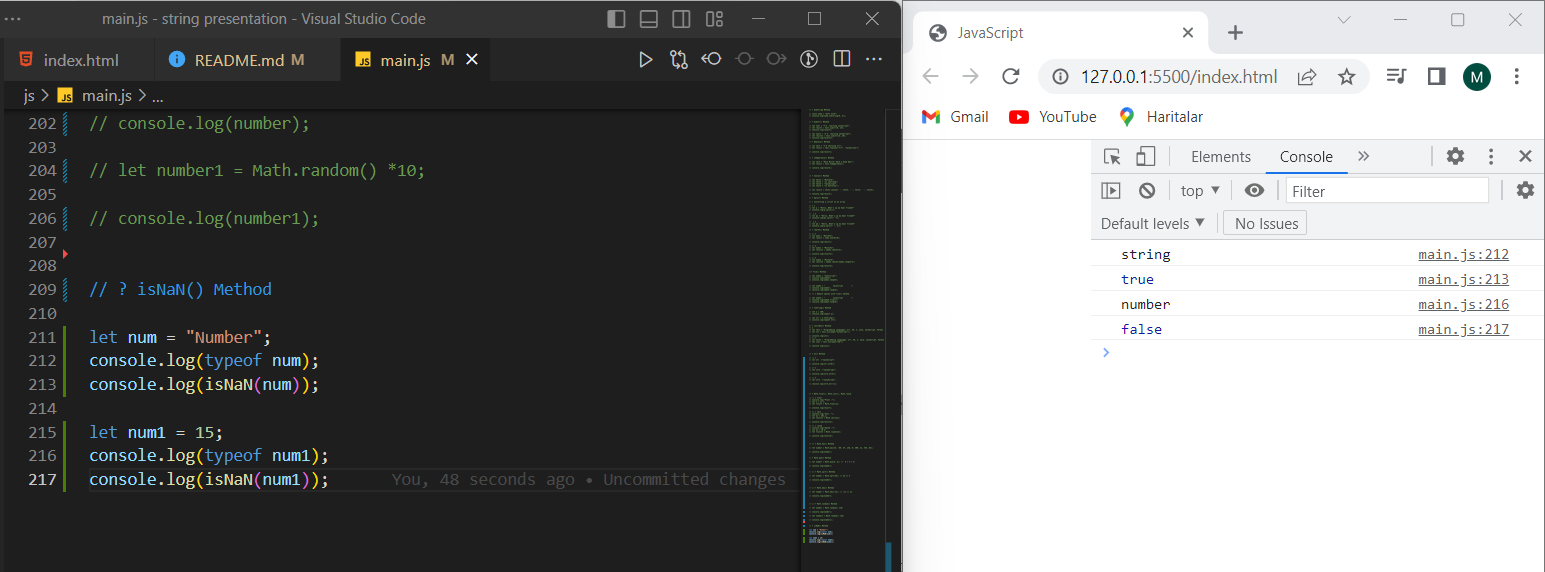 main.js - string presentation - Visual Studio Code
index.html
README.md M
main.js M
js > main.js > ...
202 // console.log(number);
203
204 // let number1 = Math.random() *10;
205
206 // console.log(number1);
207
208
209 // ? isNaN() Method
210
211 let num = "Number";
212 console.log(typeof num);
213 console.log(isNaN(num));
214
215 let num1 = 15;
216 console.log(typeof num1);
217 console.log(isNaN(num1)); You, 48 seconds ago • Uncommitted changes
JavaScript
127.0.0.1:5500/index.html
M
Gmail YouTube Haritalar
Elements Console
top Filter
Default levels No Issues
string main.js:212
true main.js:213
number main.js:216
false main.js:217